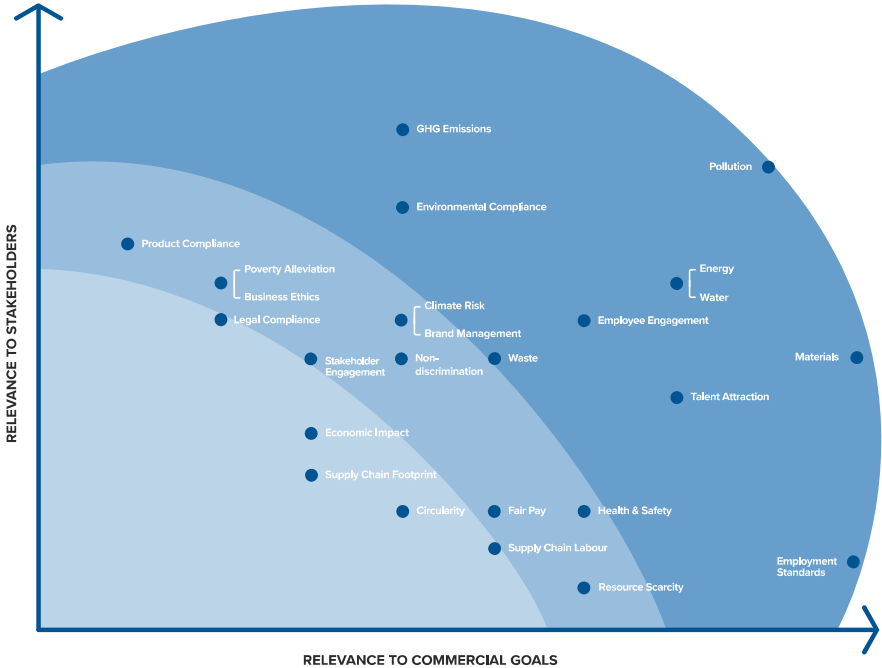 RELEVANCE TO STAKEHOLDERS
GHG Emissions
Pollution
Environmental Compliance
Product Compliance
Poverty Alleviation
Business Ethics
Energy
Water
Legal Compliance
Climate Risk
Brand Management
Employee Engagement
Stakeholder
Engagement
Non-
discrimination
Waste
Materials
Talent Attraction
Economic Impact
Supply Chain Footprint
Circularity
Fair Pay
Health & Safety
Supply Chain Labour
Employment
Standards
Resource Scarcity
RELEVANCE TO COMMERCIAL GOALS